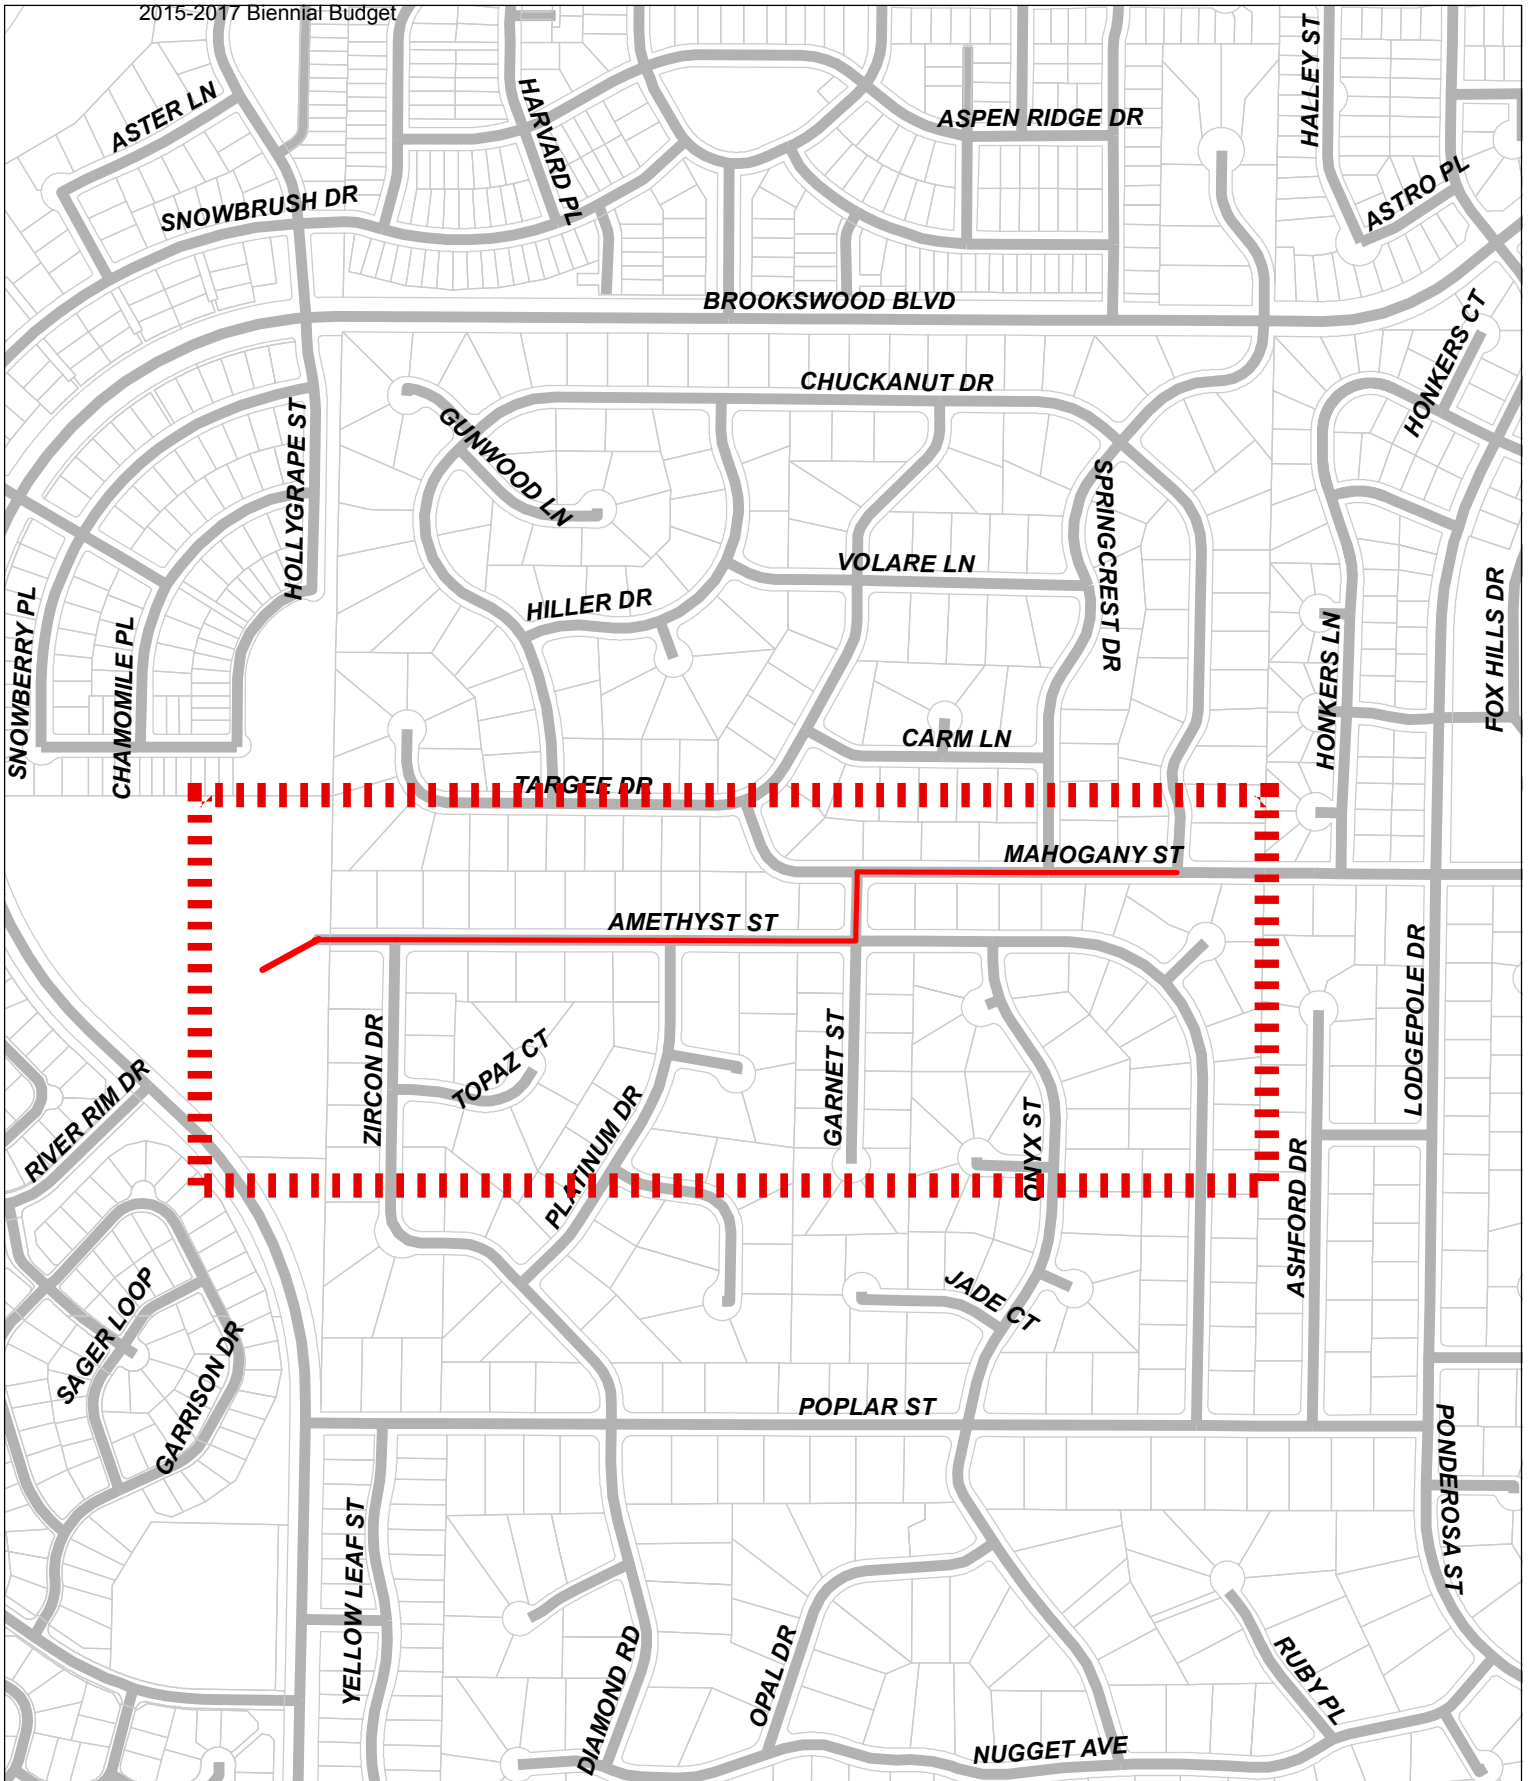 2015-2017 Biennial Budget
HALLEY ST
ASTER LN
HARVARD PL
ASPEN RIDGE DR
ASTRO PL
SNOWBRUSH DR
BROOKSWOOD BLVD
HONKERS CT
CHUCKANUT DR
GUNWOOD LN
HOLLYGRAPE ST
SPRINGCREST DR
VOLARE LN
HILLER DR
SNOWBERRY PL
CHAMOMILE PL
HONKERS LN
FOX HILLS DR
CARM LN
TARGEE DR
MAHOGANY ST
AMETHYST ST
LODGEPOLE DR
ZIRCON DR
TOPAZ CT
GARNET ST
RIVER RIM DR
PLATINUM DR
ONYX ST
ASHFORD DR
SAGER LOOP
JADE CT
GARRISON DR
POPLAR ST
PONDEROSA ST
YELLOW LEAF ST
DIAMOND RD
OPAL DR
RUBY PL
NUGGET AVE